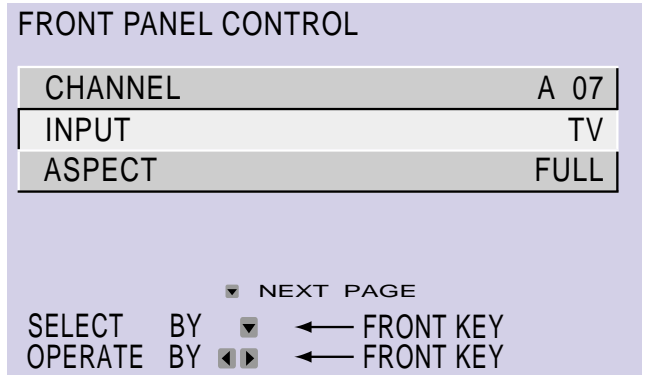 FRONT PANEL CONTROL
CHANNEL A 07
INPUT TV
ASPECT FULL
▼ NEXT PAGE
SELECT BY ▼ ← FRONT KEY
OPERATE BY ◀ ▶ ← FRONT KEY